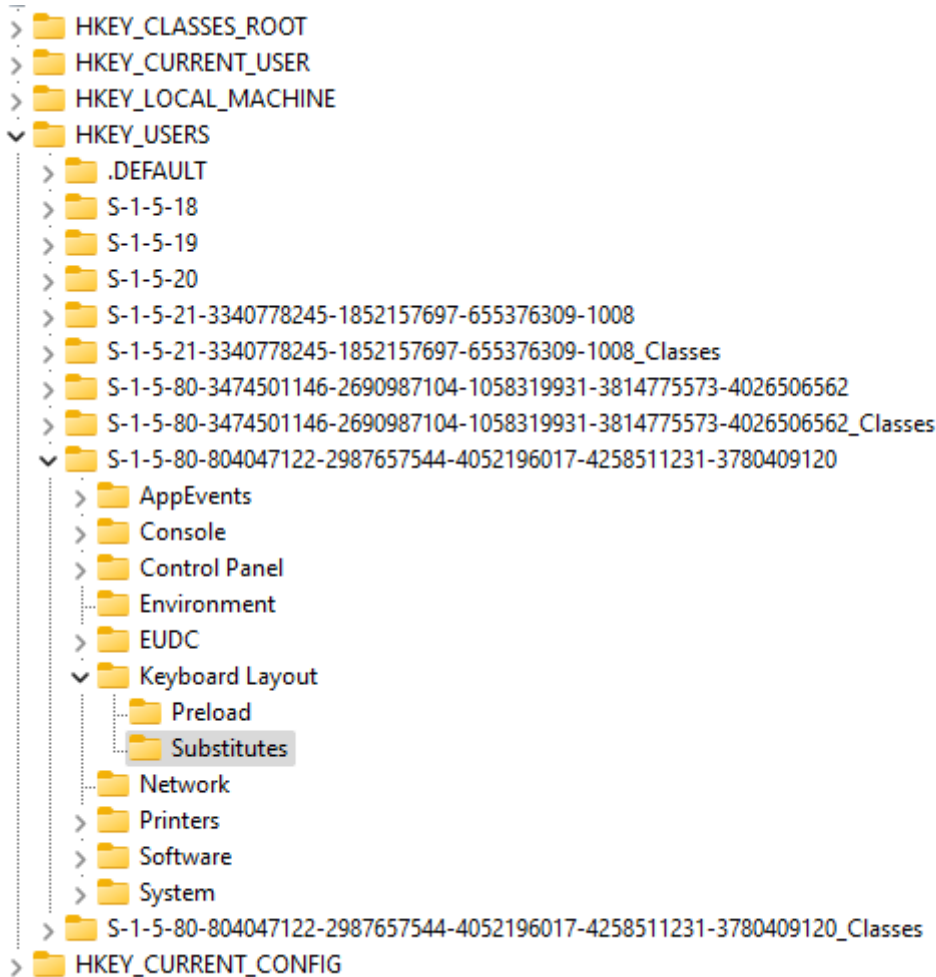 HKEY_CLASSES_ROOT
HKEY_CURRENT_USER
HKEY_LOCAL_MACHINE
HKEY_USERS
.DEFAULT
S-1-5-18
S-1-5-19
S-1-5-20
S-1-5-21-3340778245-1852157697-655376309-1008
S-1-5-21-3340778245-1852157697-655376309-1008_Classes
S-1-5-80-3474501146-2690987104-1058319931-3814775573-4026506562
S-1-5-80-3474501146-2690987104-1058319931-3814775573-4026506562_Classes
S-1-5-80-804047122-2987657544-4052196017-4258511231-3780409120
AppEvents
Console
Control Panel
Environment
EUDC
Keyboard Layout
Preload
Substitutes
Network
Printers
Software
System
S-1-5-80-804047122-2987657544-4052196017-4258511231-3780409120_Classes
HKEY_CURRENT_CONFIG